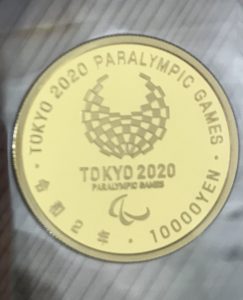 TOKYO 2020 PARALYMPIC GAMES
TOKYO 2020
PARALYMPIC GAMES
令和2年・10000YEN